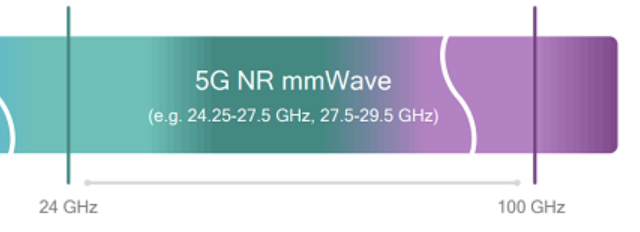 5G NR mmWave
(e.g. 24.25-27.5 GHz, 27.5-29.5 GHz)
24 GHz
100 GHz